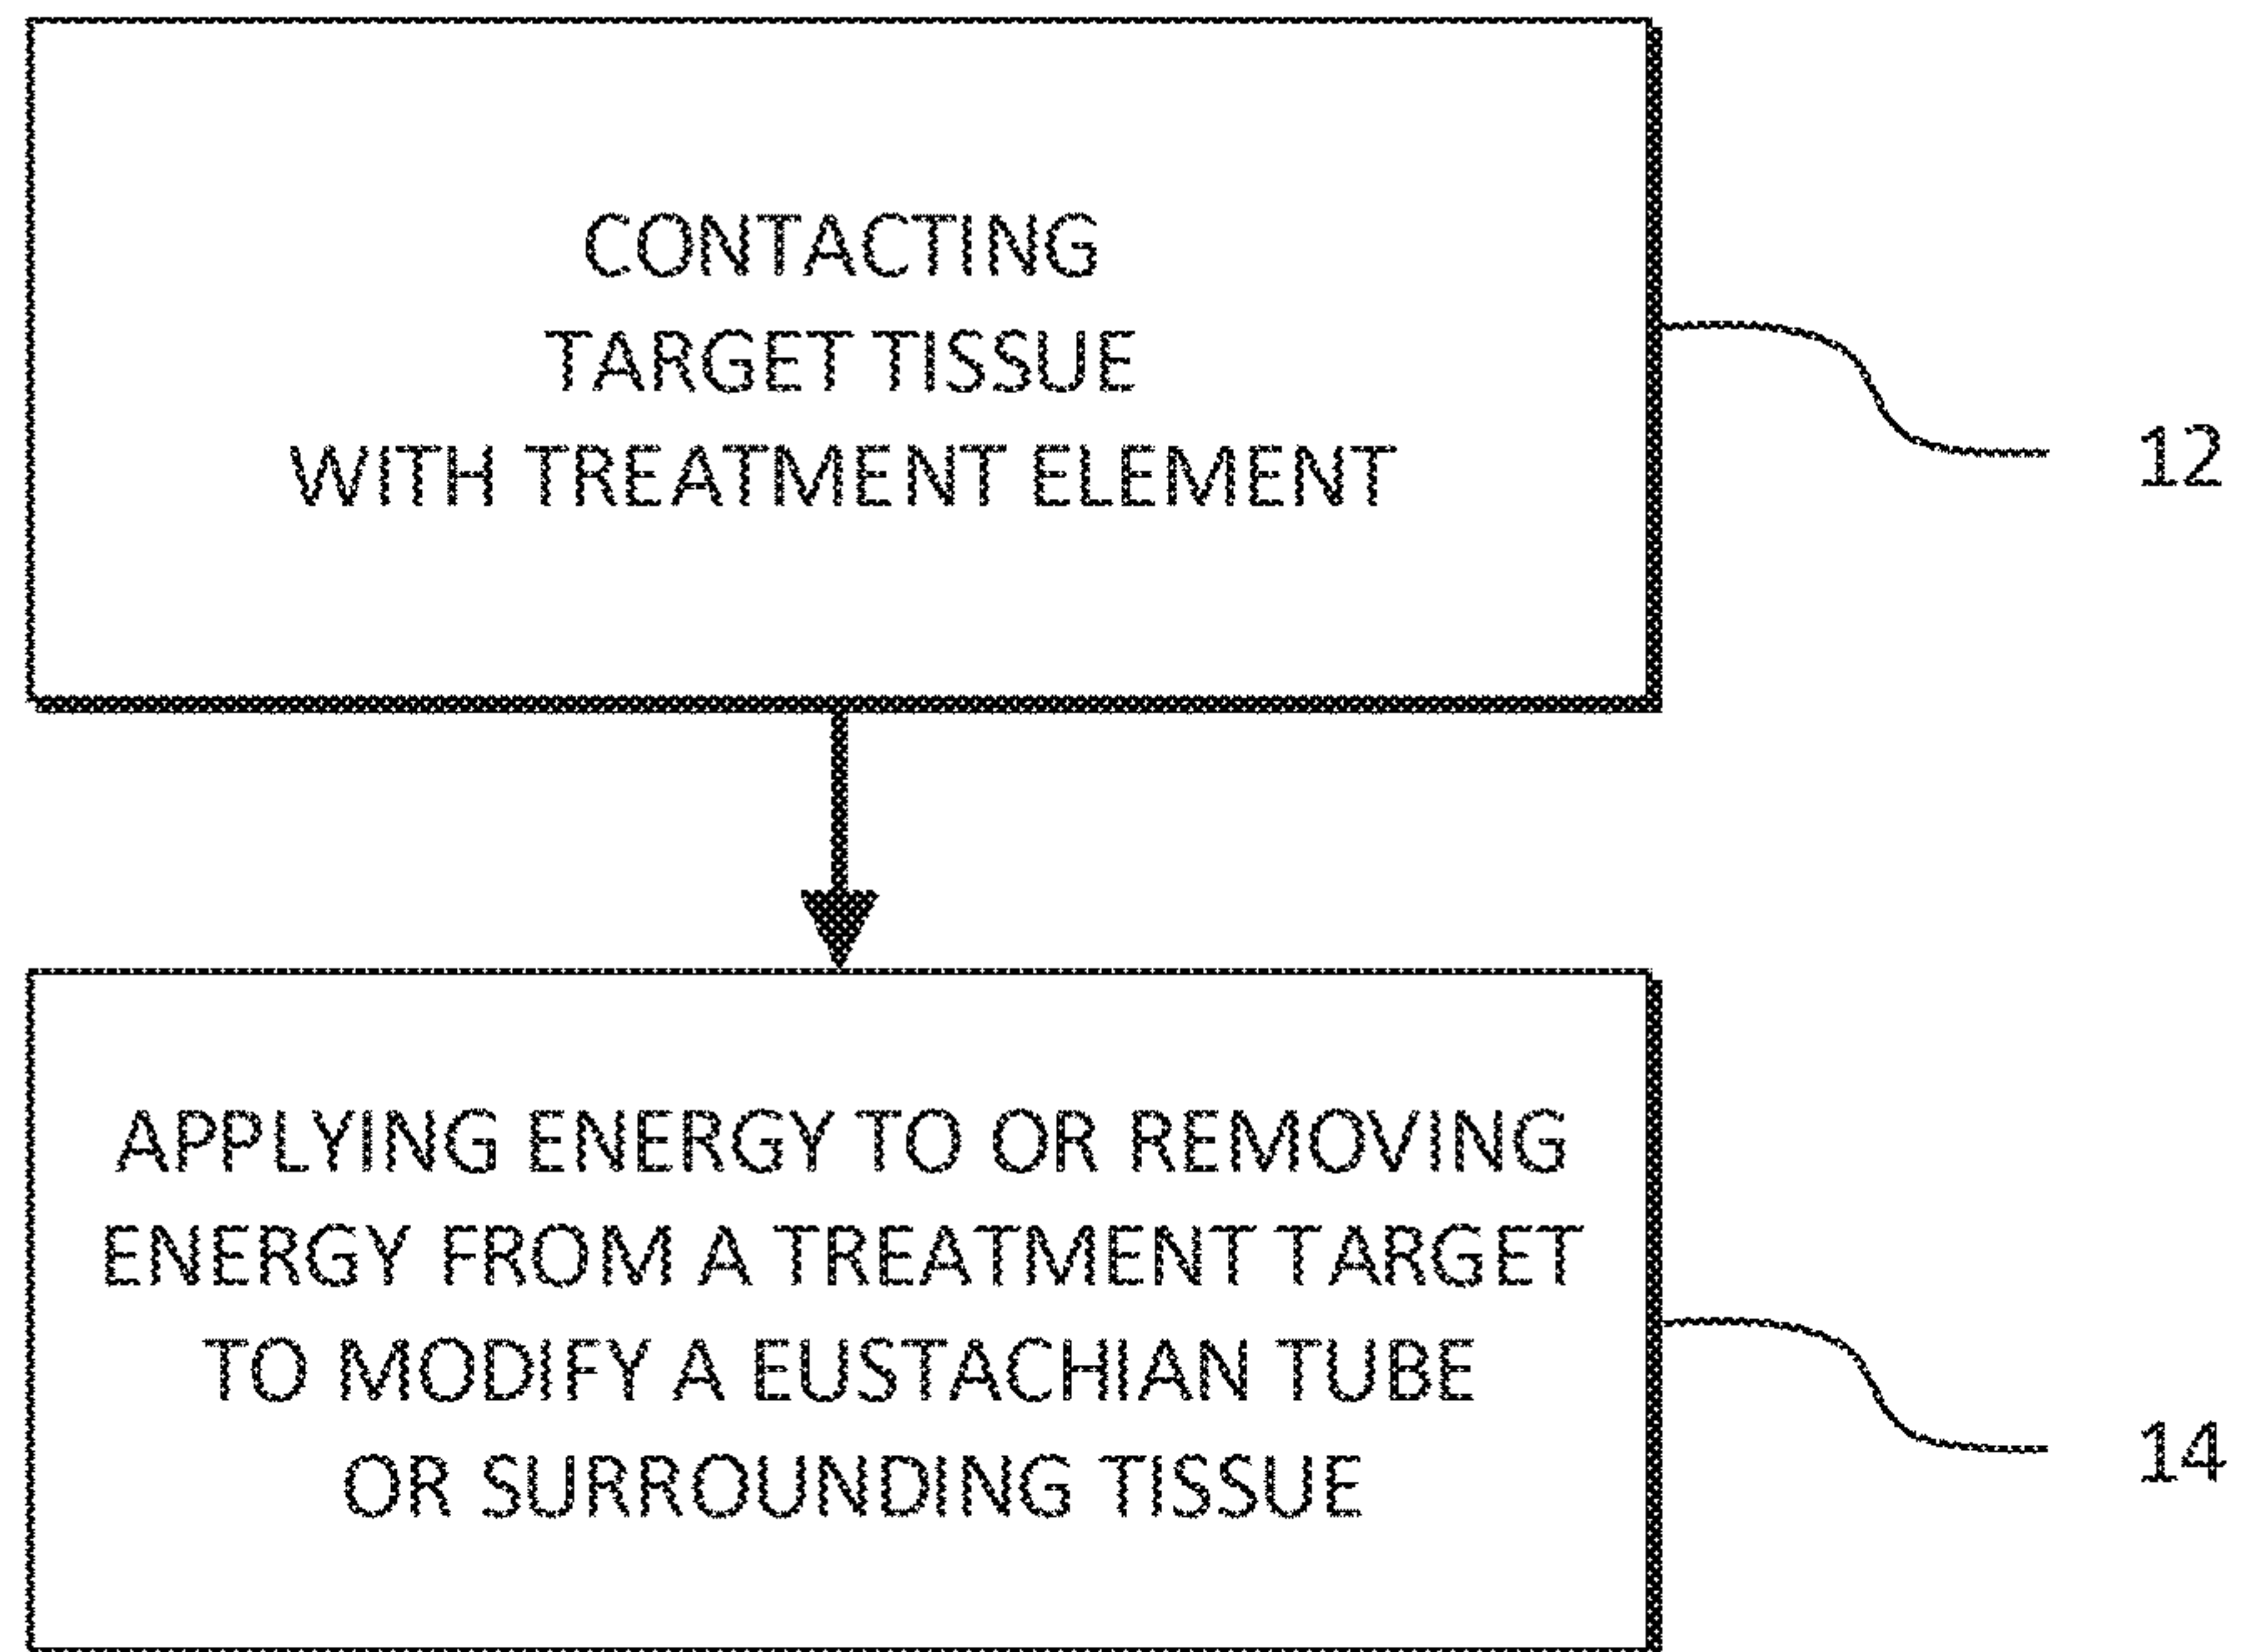 CONTACTING
TARGET TISSUE
WITH TREATMENT ELEMENT
12
APPLYING ENERGY TO OR REMOVING
ENERGY FROM A TREATMENT TARGET
TO MODIFY A EUSTACHIAN TUBE
OR SURROUNDING TISSUE
14